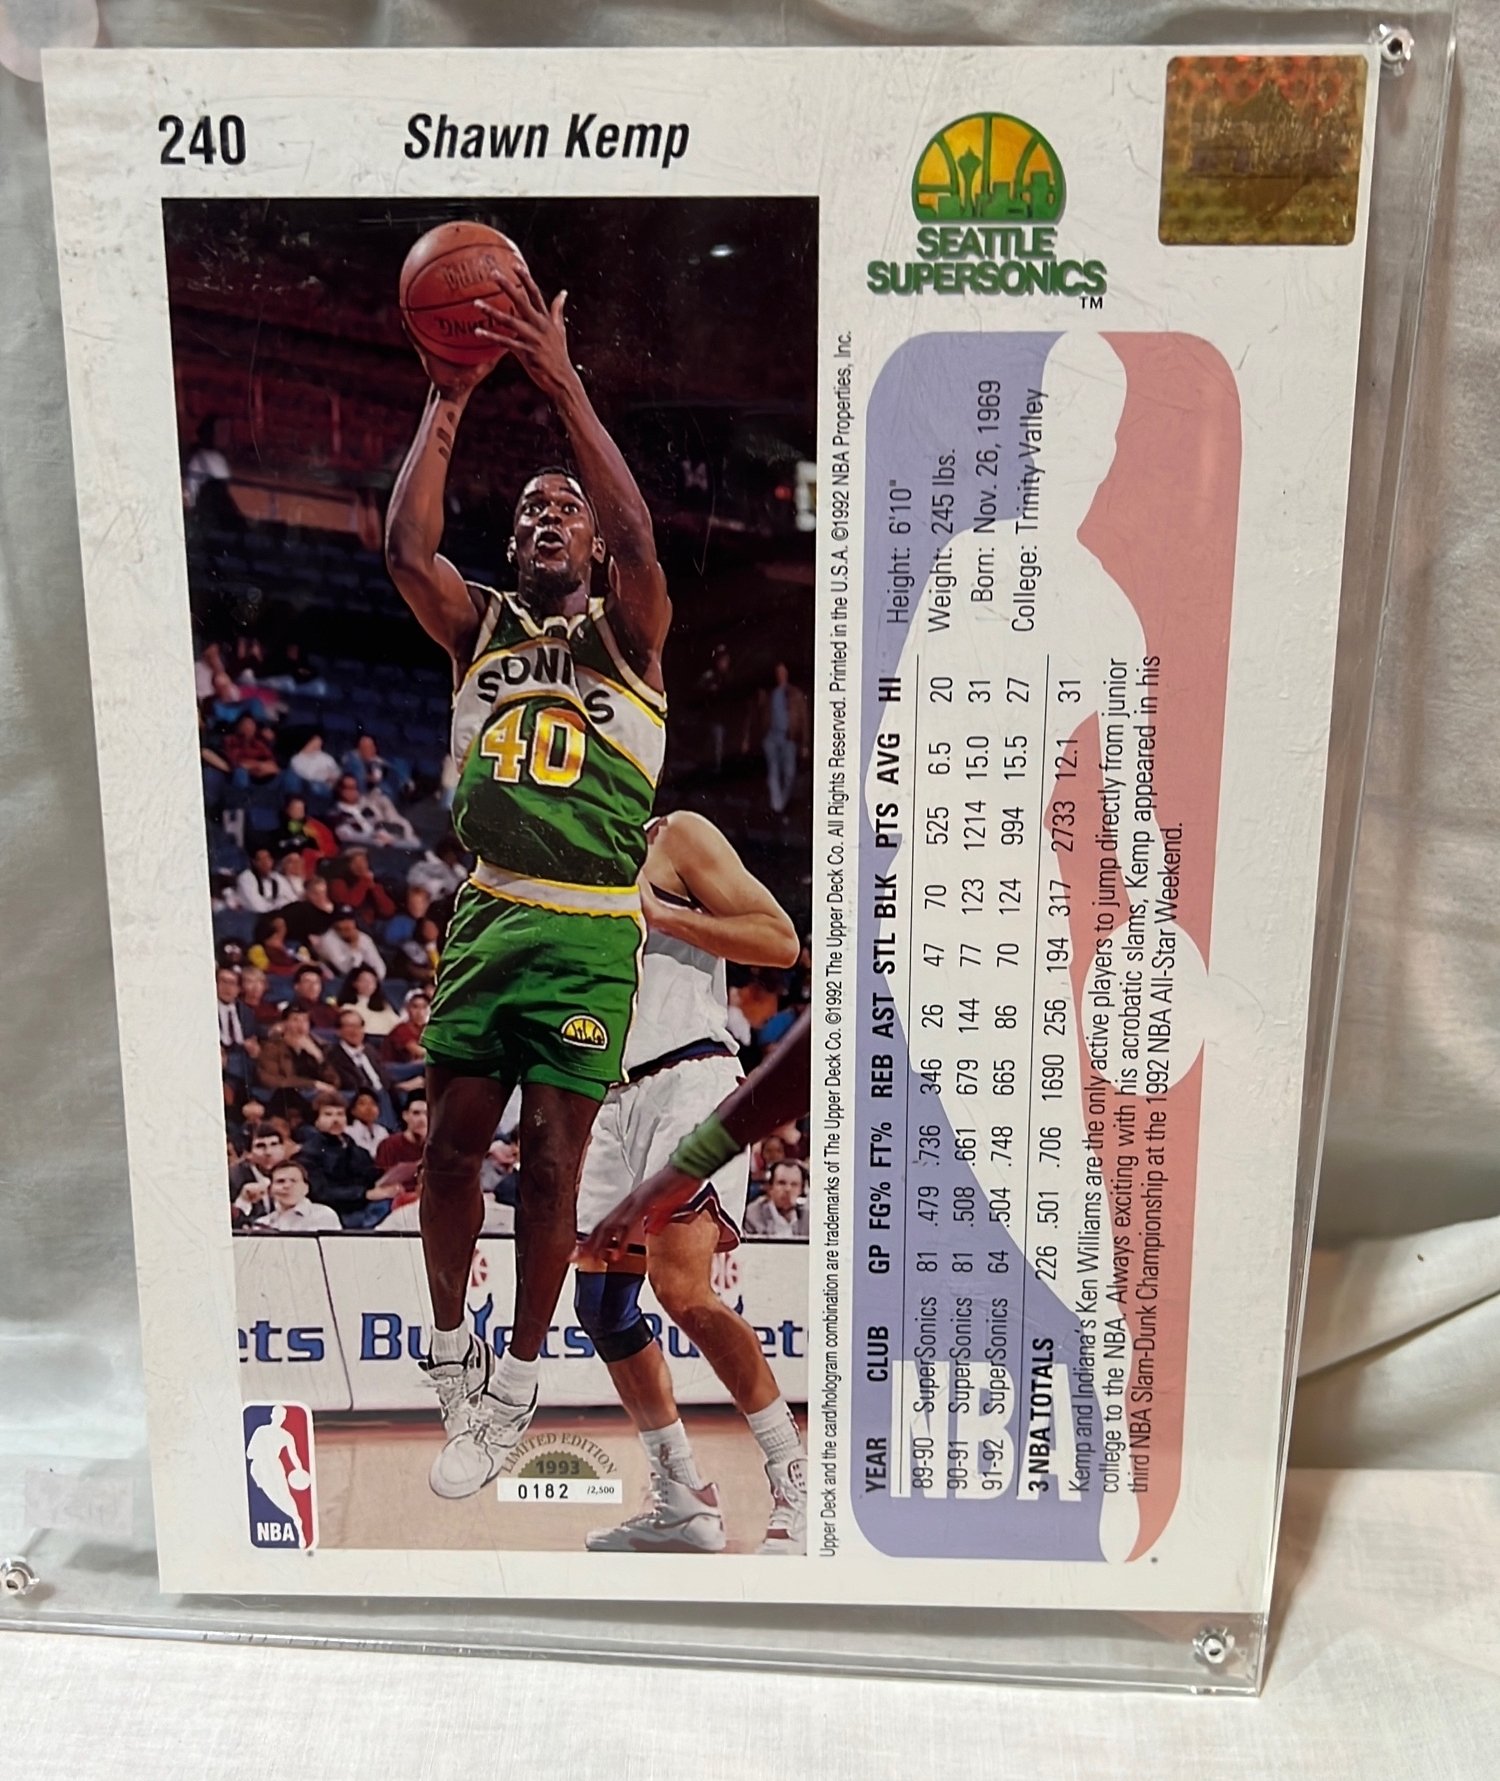 240
Shawn Kemp
SEATTLE
SUPERSONICS
TM
SONICS
40
ets Bullets Bullets
LIMITED EDITION
1993
0182 /2,500
NBA
Upper Deck and the card/hologram combination are trademarks of The Upper Deck Co. ©1992 The Upper Deck Co. All Rights Reserved. Printed in the U.S.A. ©1992 NBA Properties, Inc.
Height: 6'10"
Weight: 245 lbs.
Born: Nov. 26, 1969
College: Trinity Valley
YEAR CLUB GP FG% FT% REB AST STL BLK PTS AVG HI
89-90 SuperSonics 81 .479 .736 346 26 47 70 525 6.5 20
90-91 SuperSonics 81 .508 .661 679 144 77 123 1214 15.0 31
91-92 SuperSonics 64 .504 .748 665 86 70 124 994 15.5 27
3 NBA TOTALS 226 .501 .706 1690 256 194 317 2733 12.1 31
Kemp and Indiana's Ken Williams are the only active players to jump directly from junior
college to the NBA. Always exciting with his acrobatic slams, Kemp appeared in his
third NBA Slam-Dunk Championship at the 1992 NBA All-Star Weekend.
NBA